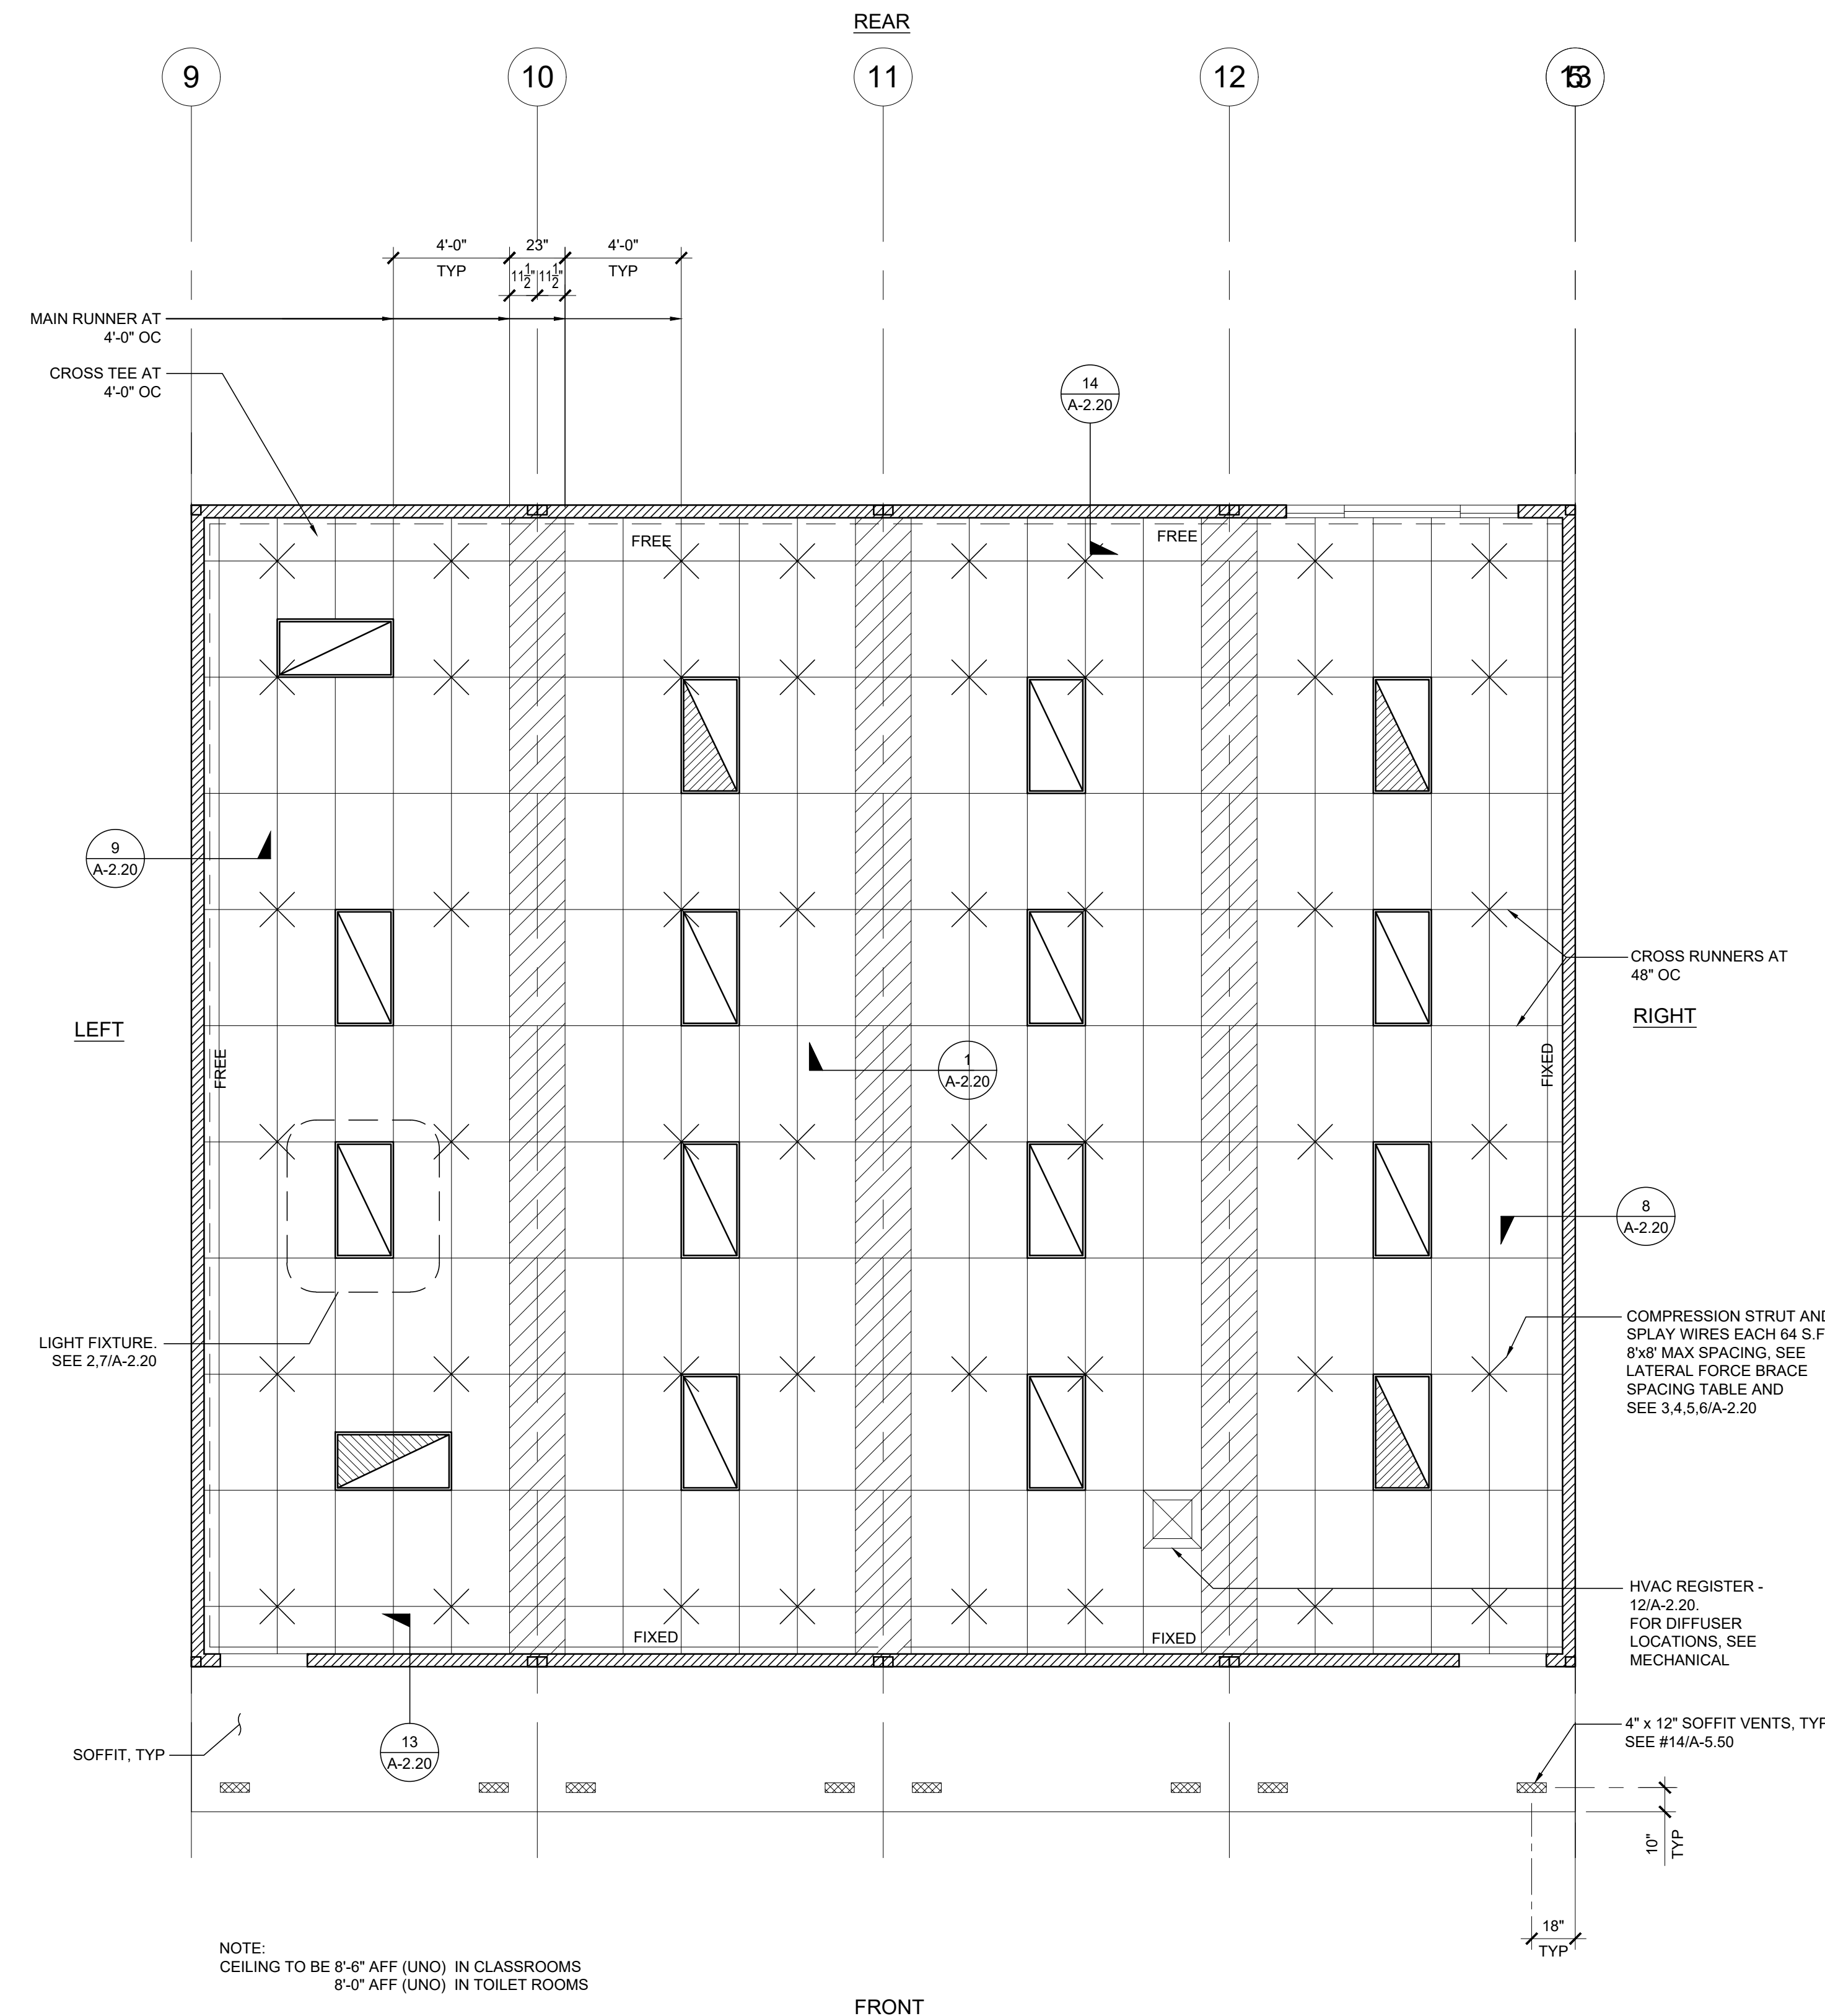 REAR
9
10
11
12
4'-0"
TYP
23"
11 1/2"
11 1/2"
4'-0"
TYP
MAIN RUNNER AT
4'-0" OC
CROSS TEE AT
4'-0" OC
14
A-2.20
FREE
FREE
9
A-2.20
LEFT
FREE
1
A-2.20
CROSS RUNNERS AT
48" OC
RIGHT
FIXED
8
A-2.20
LIGHT FIXTURE.
SEE 2,7/A-2.20
COMPRESSION STRUT AND
SPLAY WIRES EACH 64 S.F
8'x8' MAX SPACING, SEE
LATERAL FORCE BRACE
SPACING TABLE AND
SEE 3,4,5,6/A-2.20
HVAC REGISTER -
12/A-2.20.
FOR DIFFUSER
LOCATIONS, SEE
MECHANICAL
FIXED
FIXED
SOFFIT, TYP
13
A-2.20
4" x 12" SOFFIT VENTS, TYP
SEE #14/A-5.50
10"
TYP
18"
TYP
NOTE:
CEILING TO BE 8'-6" AFF (UNO) IN CLASSROOMS
8'-0" AFF (UNO) IN TOILET ROOMS
FRONT